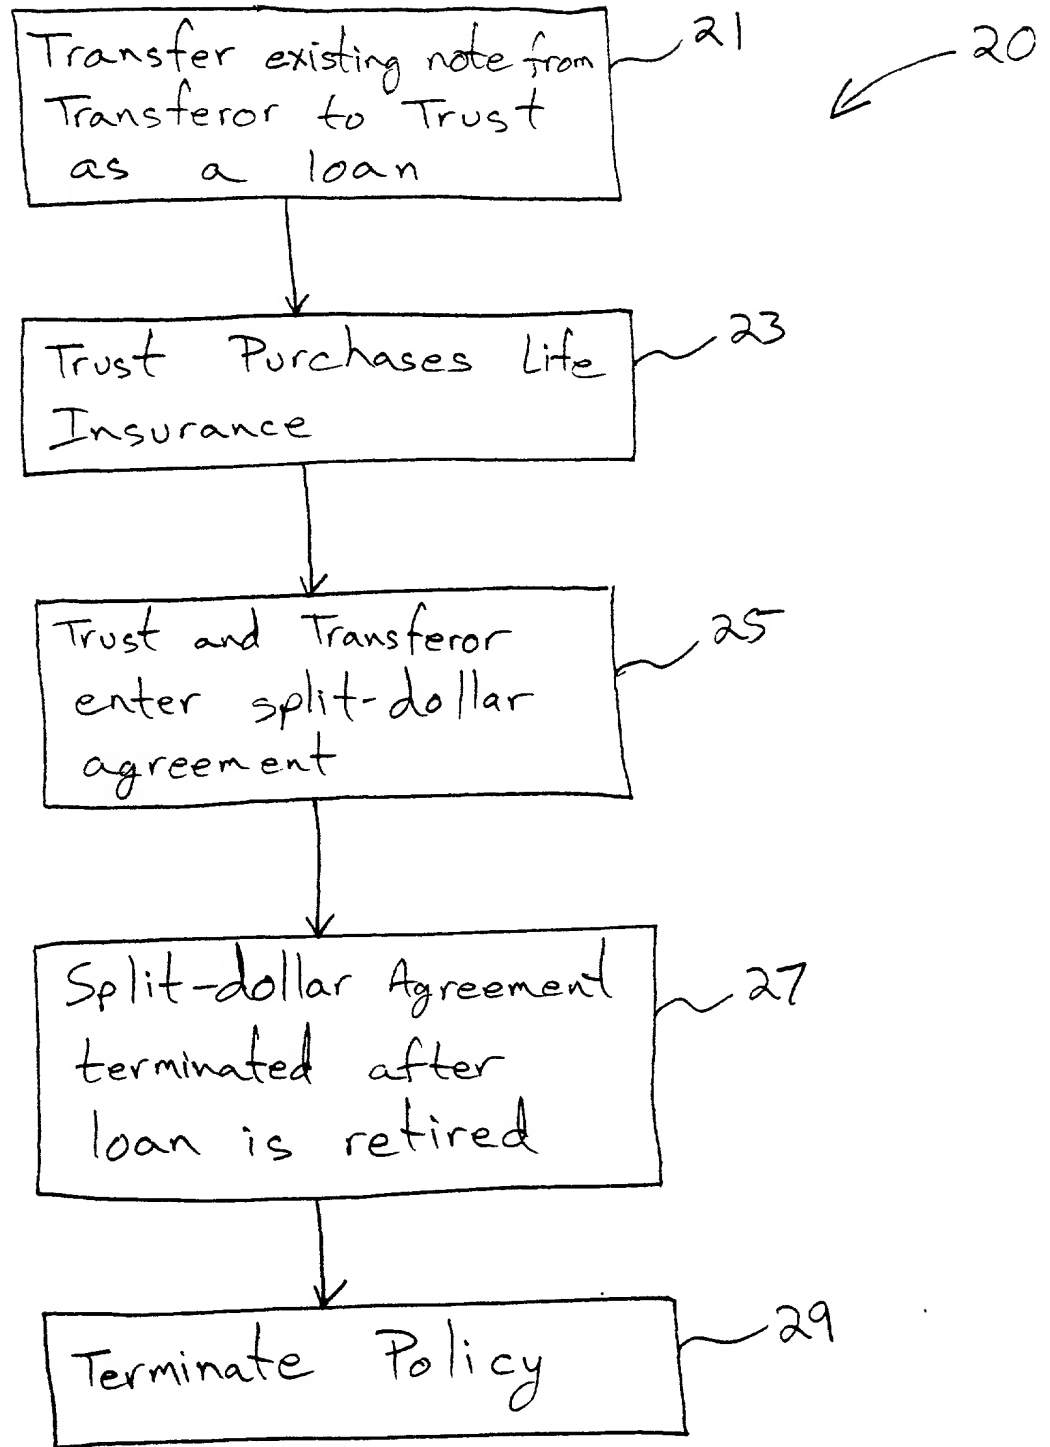 Transfer existing note from
Transferor to Trust
as a loan
21
20
Trust Purchases Life
Insurance
23
Trust and Transferor
enter split-dollar
agreement
25
Split-dollar Agreement
terminated after
loan is retired
27
Terminate Policy
29